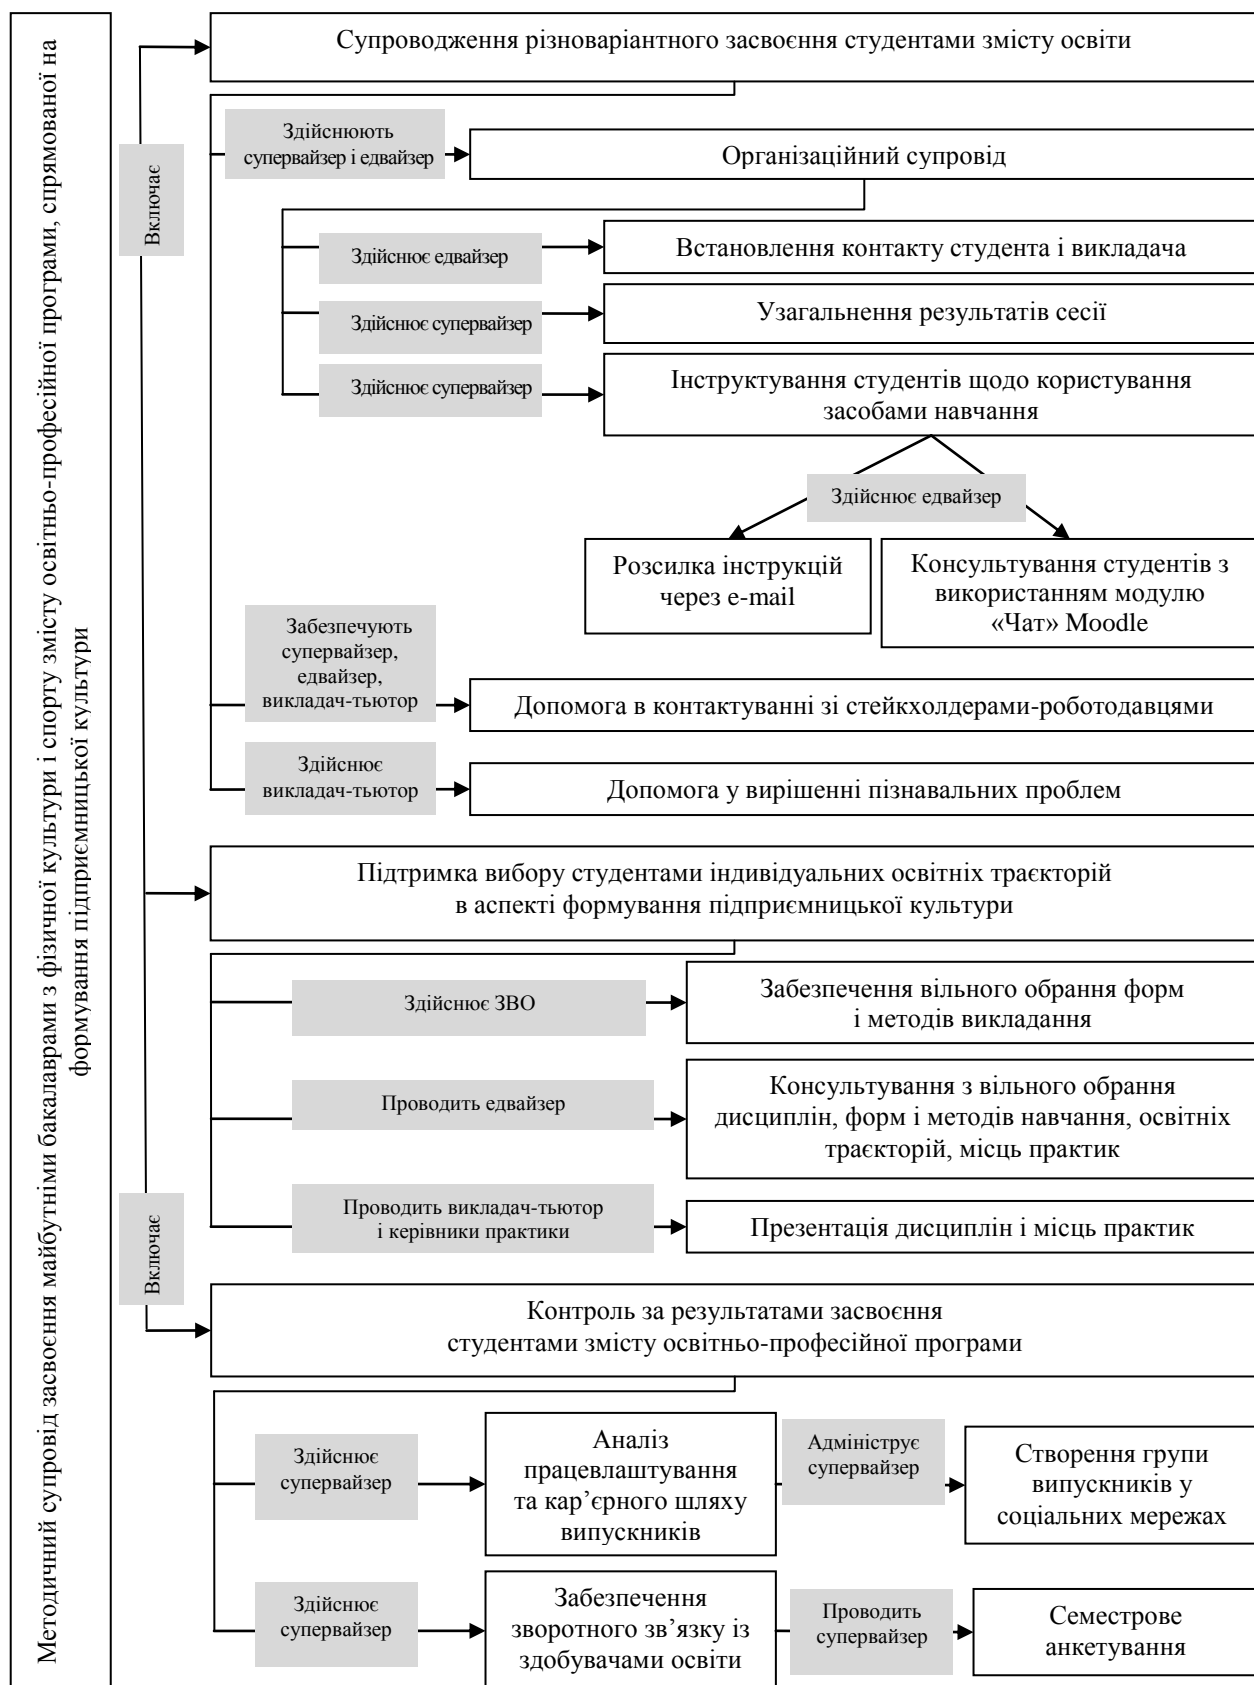 Методичний супровід засвоєння майбутніми бакалаврами з фізичної культури і спорту змісту освітньо-професійної програми, спрямованої на
формування підприємницької культури
Включає
Супроводження різноваріантного засвоєння студентами змісту освіти
Здійснюють
супервайзер і едвайзер
Організаційний супровід
Здійснює едвайзер
Встановлення контакту студента і викладача
Здійснює супервайзер
Узагальнення результатів сесії
Здійснює супервайзер
Інструктування студентів щодо користування
засобами навчання
Здійснює едвайзер
Розсилка інструкцій
через e-mail
Консультування студентів з
використанням модулю
«Чат» Moodle
Забезпечують
супервайзер,
едвайзер,
викладач-тьютор
Допомога в контактуванні зі стейкхолдерами-роботодавцями
Здійснює
викладач-тьютор
Допомога у вирішенні пізнавальних проблем
Підтримка вибору студентами індивідуальних освітніх траєкторій
в аспекті формування підприємницької культури
Здійснює ЗВО
Забезпечення вільного обрання форм
і методів викладання
Проводить едвайзер
Консультування з вільного обрання
дисциплін, форм і методів навчання, освітніх
траєкторій, місць практик
Проводить викладач-тьютор
і керівники практики
Презентація дисциплін і місць практик
Включає
Контроль за результатами засвоєння
студентами змісту освітньо-професійної програми
Здійснює
супервайзер
Аналіз
працевлаштування
та кар’єрного шляху
випускників
Адмініструє
супервайзер
Створення групи
випускників у
соціальних мережах
Здійснює
супервайзер
Забезпечення
зворотного зв’язку із
здобувачами освіти
Проводить
супервайзер
Семестрове
анкетування